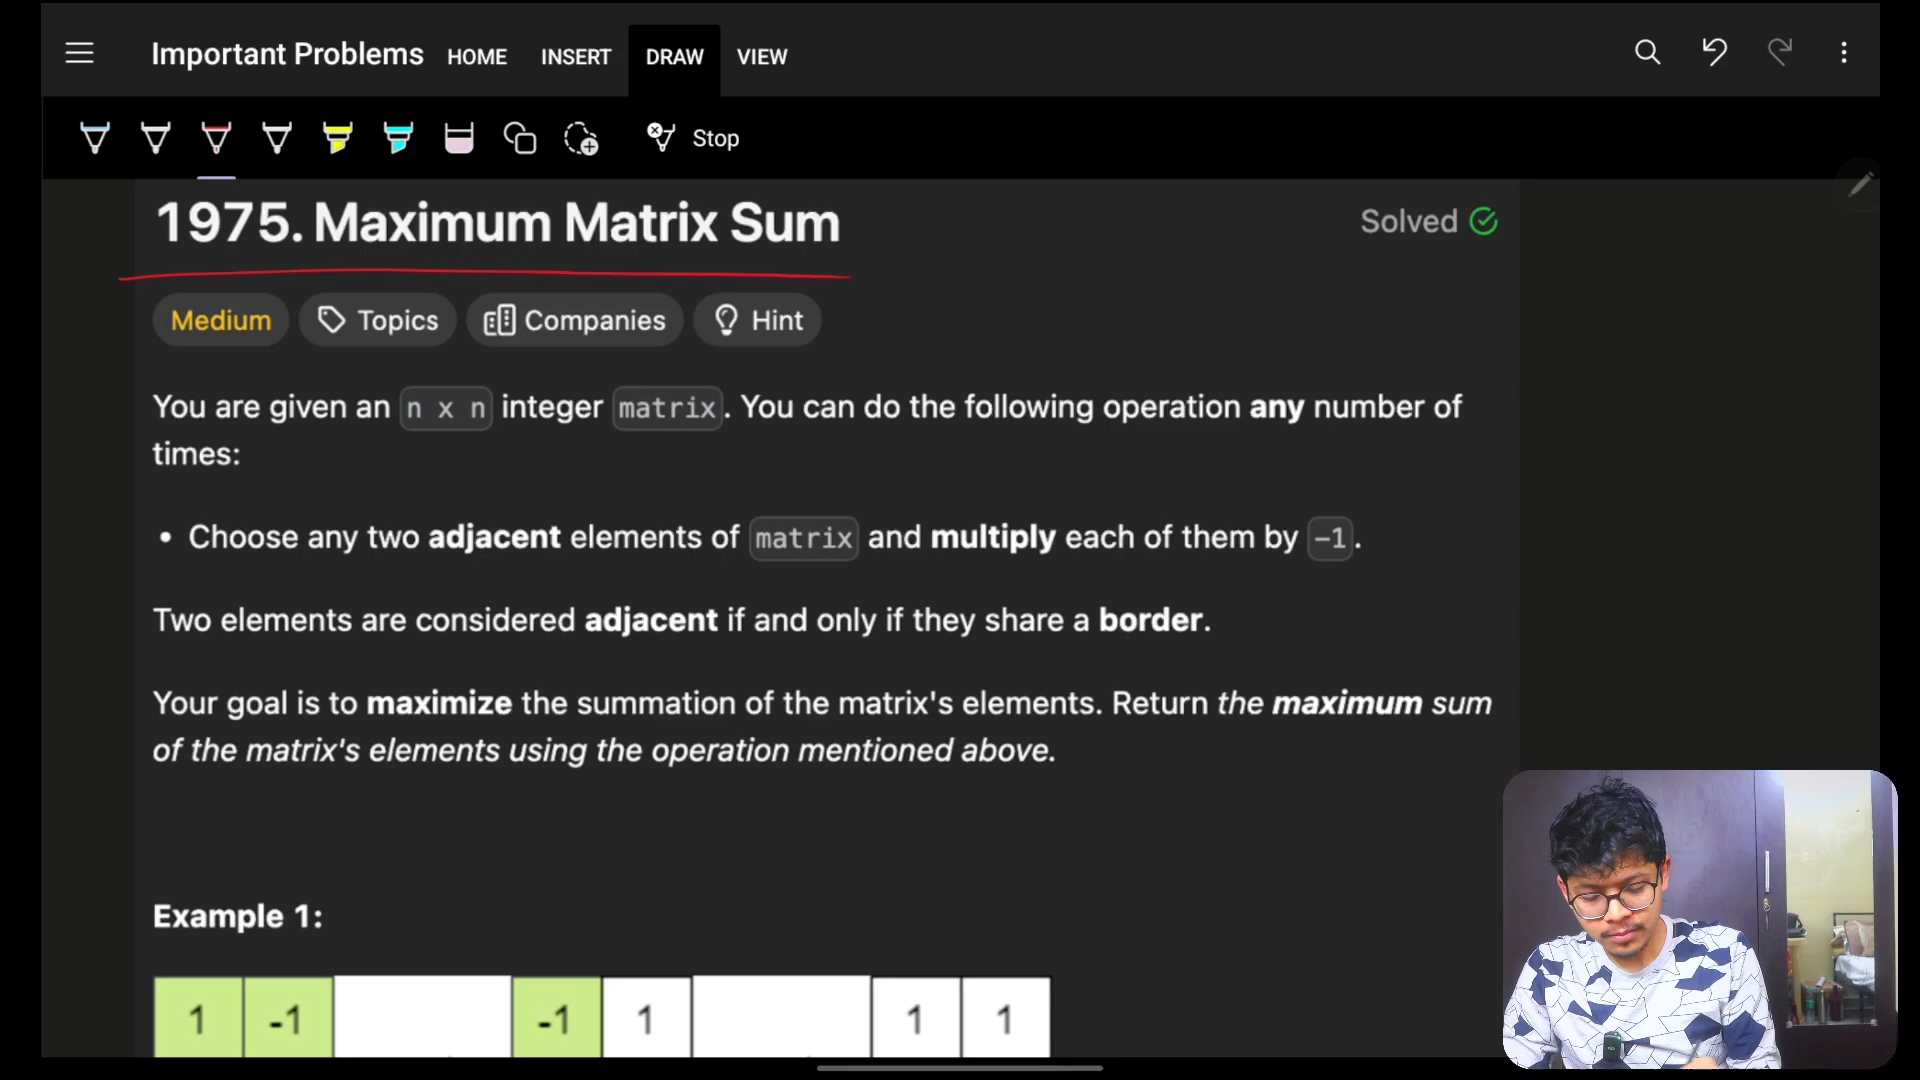 Important Problems HOME INSERT DRAW VIEW
Stop
1975. Maximum Matrix Sum
Solved
Medium Topics Companies Hint
You are given an n x n integer matrix. You can do the following operation any number of
times:
• Choose any two adjacent elements of matrix and multiply each of them by -1.
Two elements are considered adjacent if and only if they share a border.
Your goal is to maximize the summation of the matrix's elements. Return the maximum sum
of the matrix's elements using the operation mentioned above.
Example 1:
1 -1 -1 1 1 1